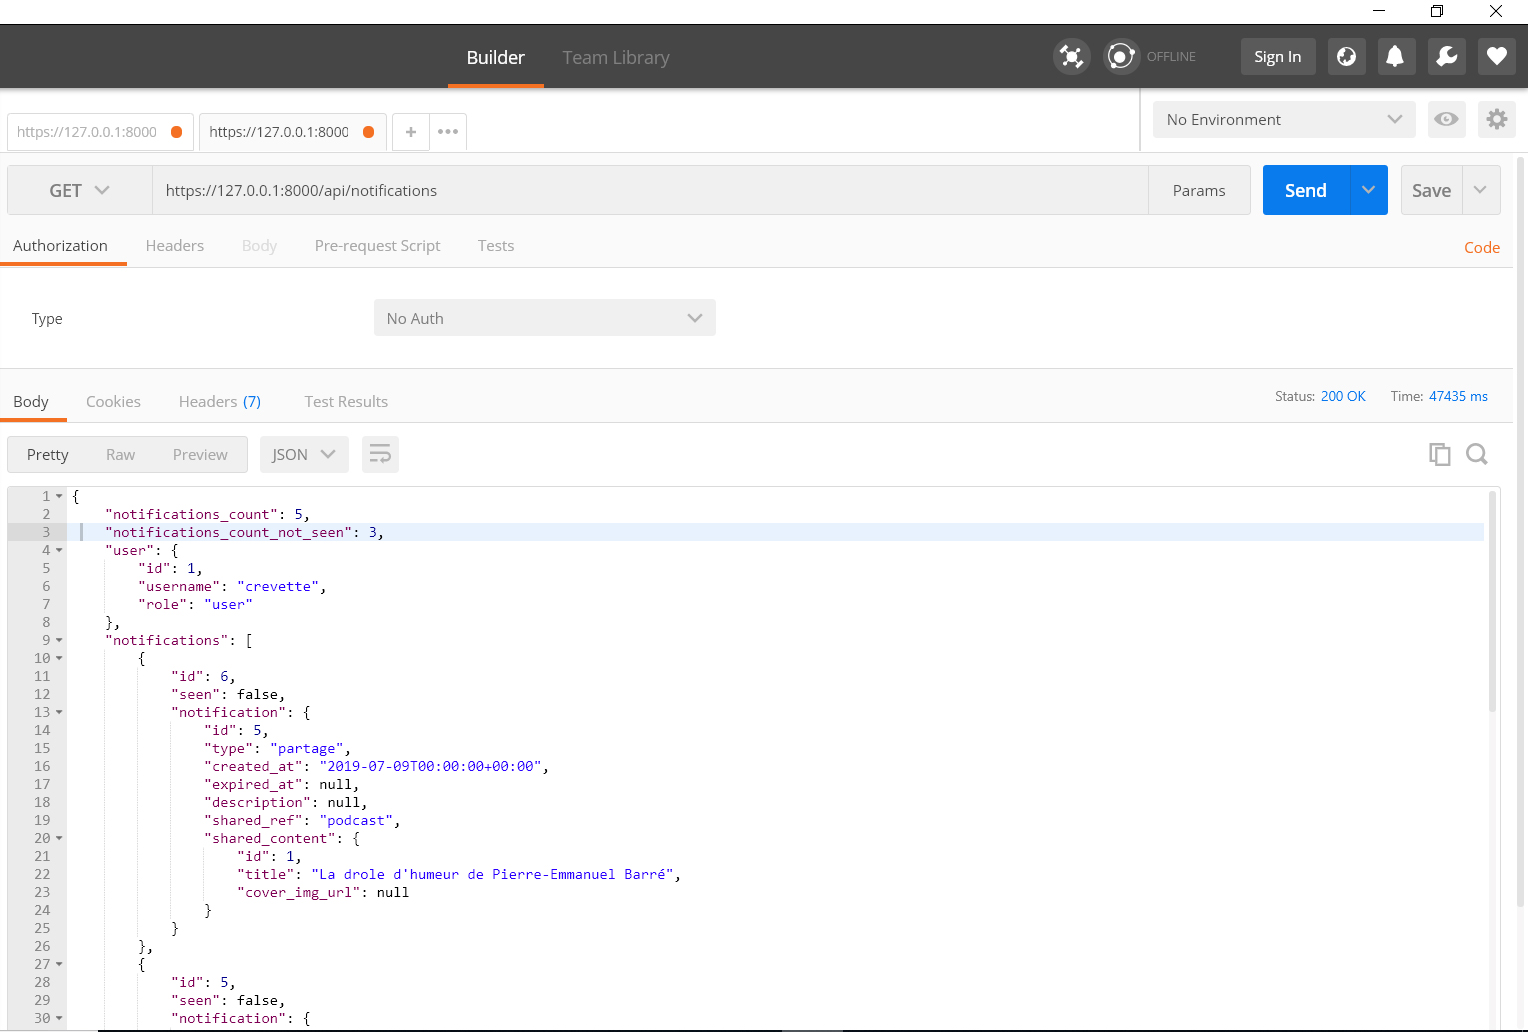 Builder Team Library OFFLINE Sign In
https://127.0.0.1:8000 https://127.0.0.1:8000 + ••• No Environment
GET https://127.0.0.1:8000/api/notifications Params Send Save
Authorization Headers Body Pre-request Script Tests Code
Type No Auth
Body Cookies Headers (7) Test Results Status: 200 OK Time: 47435 ms
Pretty Raw Preview JSON
1 {
2 "notifications_count": 5,
3 "notifications_count_not_seen": 3,
4 "user": {
5 "id": 1,
6 "username": "crevette",
7 "role": "user"
8 },
9 "notifications": [
10 {
11 "id": 6,
12 "seen": false,
13 "notification": {
14 "id": 5,
15 "type": "partage",
16 "created_at": "2019-07-09T00:00:00+00:00",
17 "expired_at": null,
18 "description": null,
19 "shared_ref": "podcast",
20 "shared_content": {
21 "id": 1,
22 "title": "La drole d'humeur de Pierre-Emmanuel Barré",
23 "cover_img_url": null
24 }
25 }
26 },
27 {
28 "id": 5,
29 "seen": false,
30 "notification": {